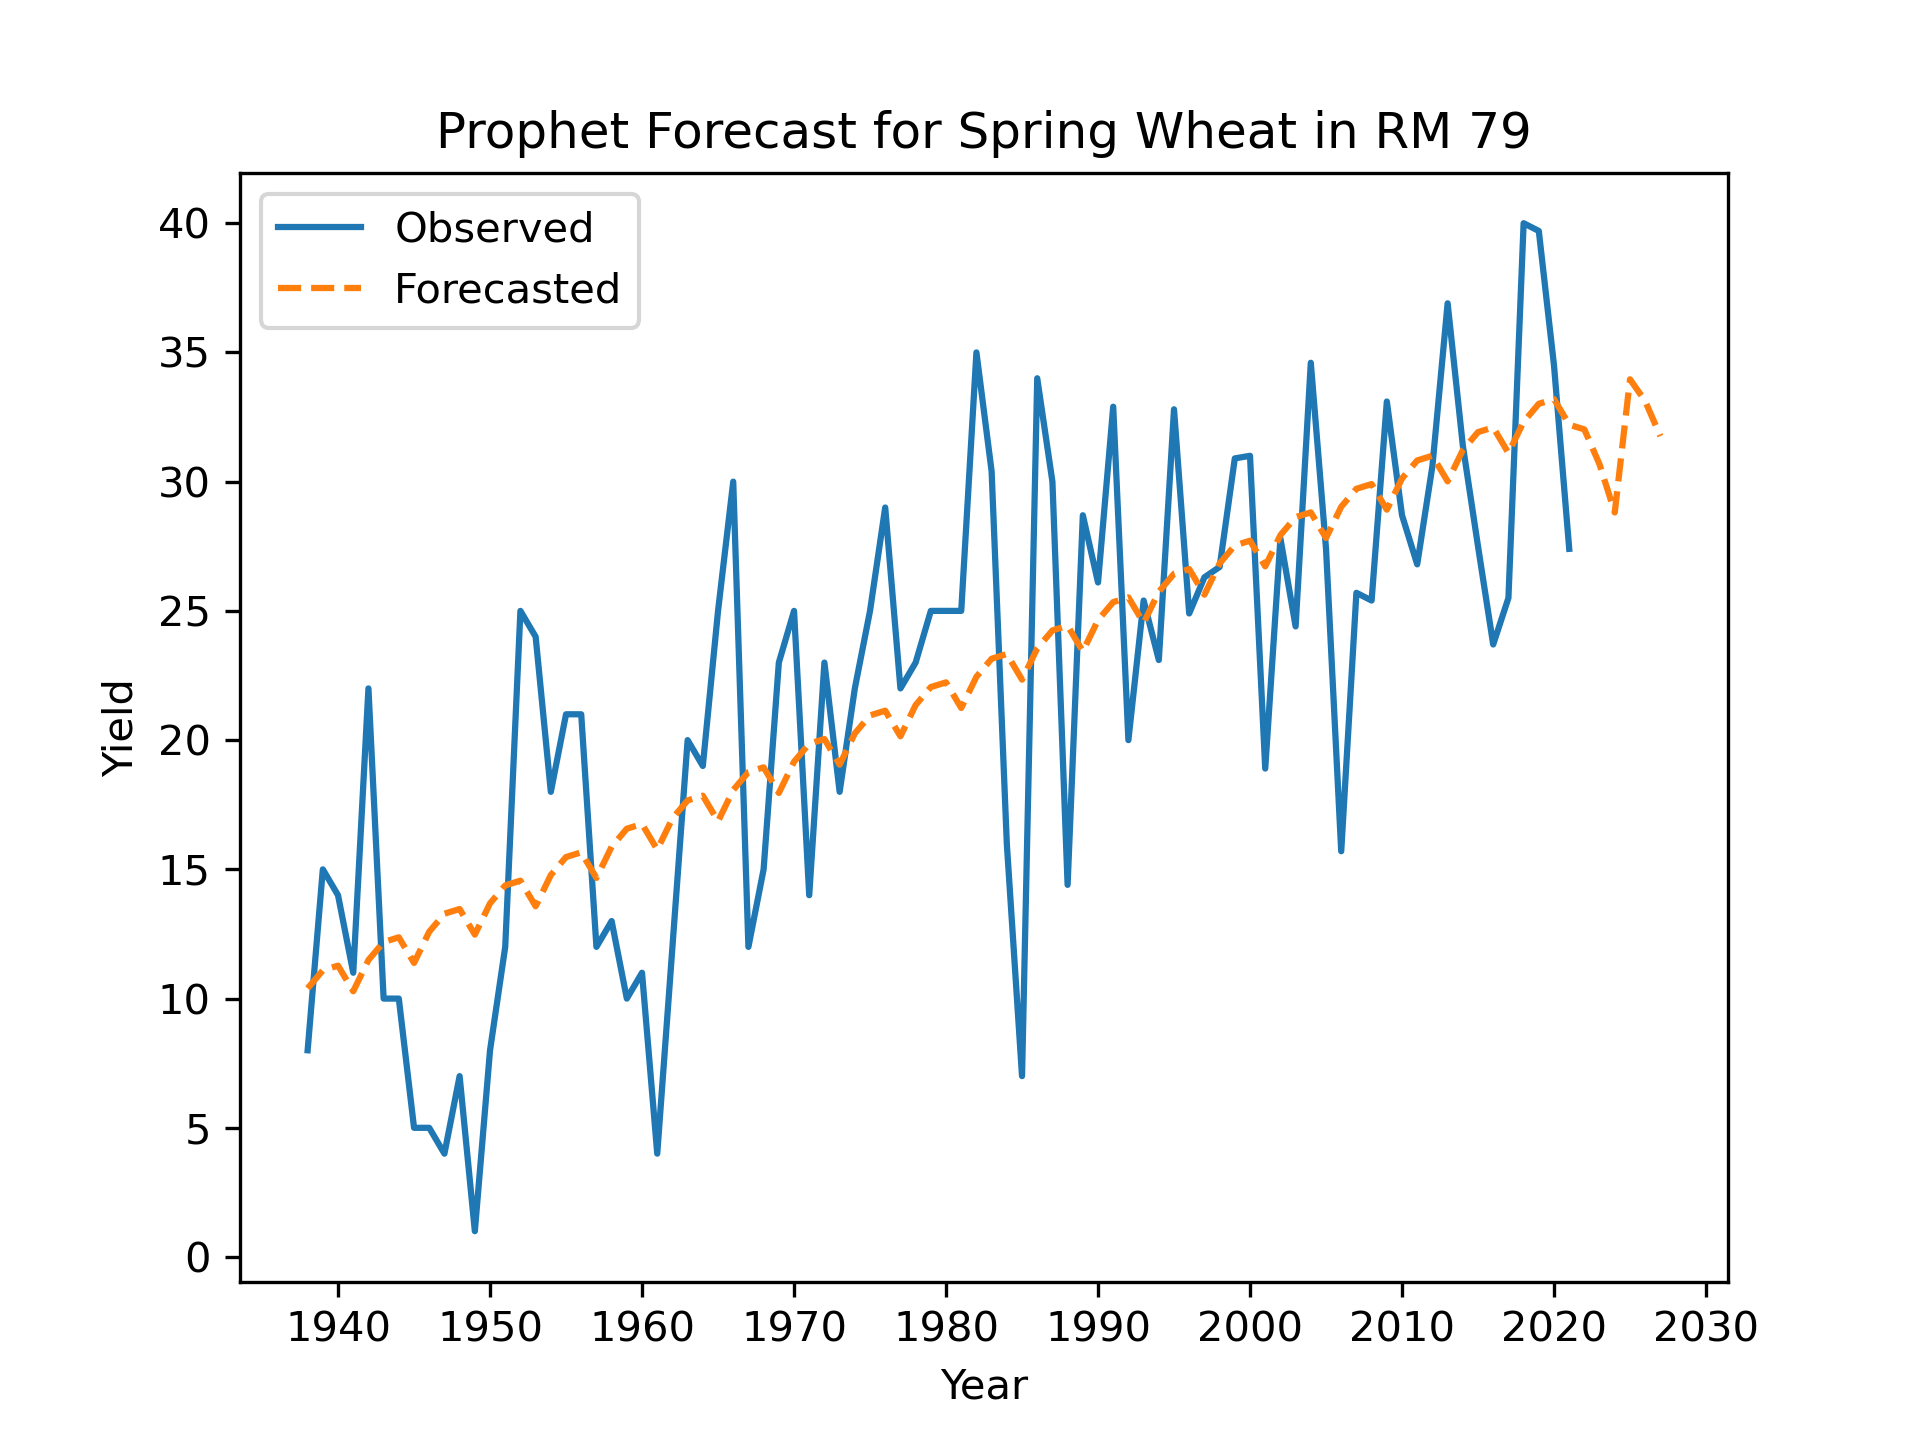 Prophet Forecast for Spring Wheat in RM 79
Observed
Forecasted
40
35
30
25
20
15
10
5
0
Yield
1940 1950 1960 1970 1980 1990 2000 2010 2020 2030
Year